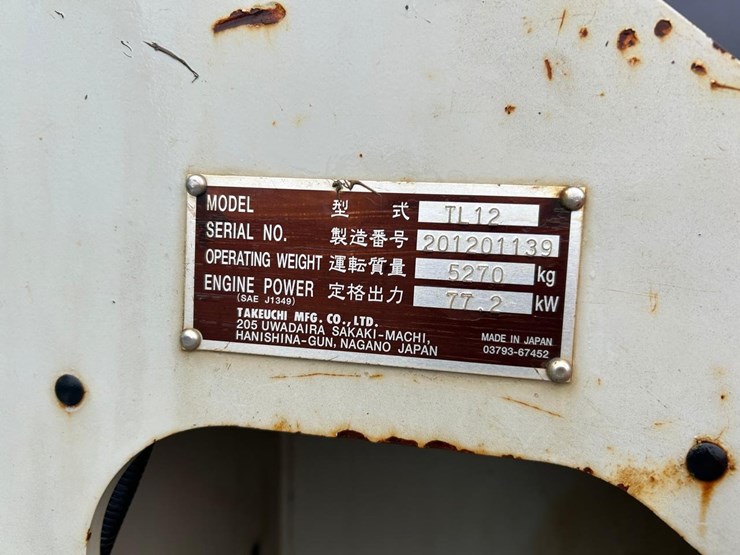 MODEL 型 式 TL12
SERIAL NO. 製造番号 201201139
OPERATING WEIGHT 運転質量 5270 kg
ENGINE POWER 定格出力 77.2 kW
(SAE J1349)
TAKEUCHI MFG. CO., LTD.
205 UWADAIRA SAKAKI-MACHI,
HANISHINA-GUN, NAGANO JAPAN
MADE IN JAPAN
03793-67452